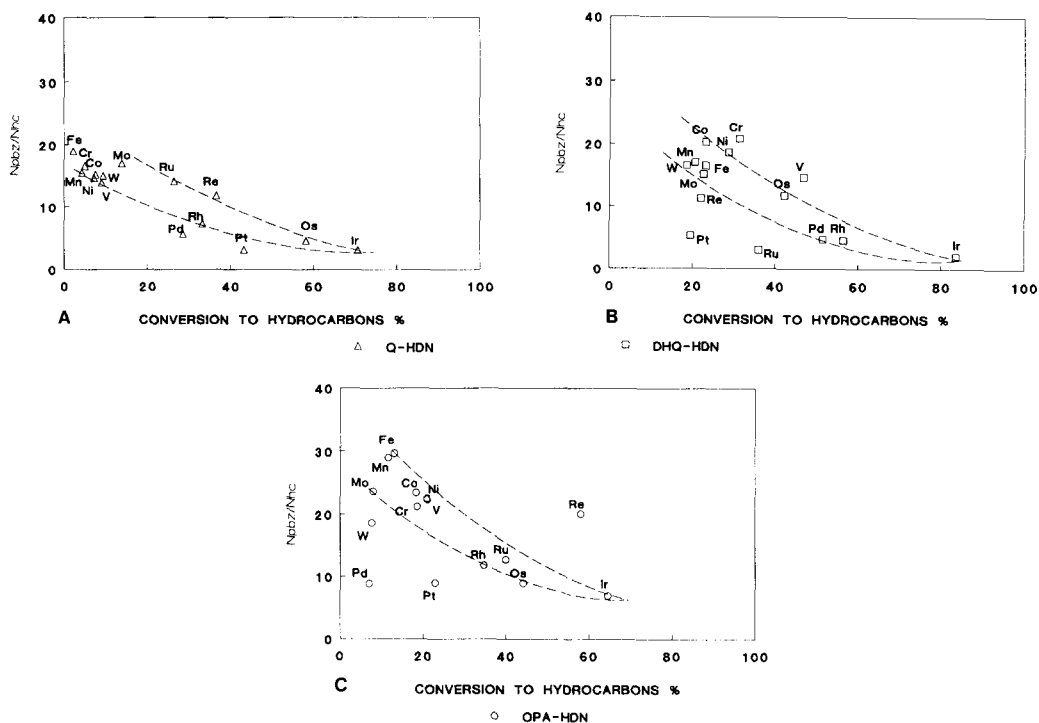 40
30
20
10
0
Npbz/Nhc
Fe
Cr
Co
Mo
Ru
Re
Mn
Ni
V
W
Pd
Rh
Pt
Os
Ir
0 20 40 60 80 100
A CONVERSION TO HYDROCARBONS %
△ Q-HDN
40
30
20
10
0
Npbz/Nhc
Co
Cr
Ni
Mn
W
Fe
Mo
Re
V
Os
Pt
Ru
Pd Rh
Ir
0 20 40 60 80 100
B CONVERSION TO HYDROCARBONS %
□ DHQ-HDN
40
30
20
10
0
Npbz/Nhc
Fe
Mn
Mo
Co
Ni
V
Cr
W
Re
Rh
Ru
Pd
Pt
Os
Ir
0 20 40 60 80 100
C CONVERSION TO HYDROCARBONS %
○ OPA-HDN